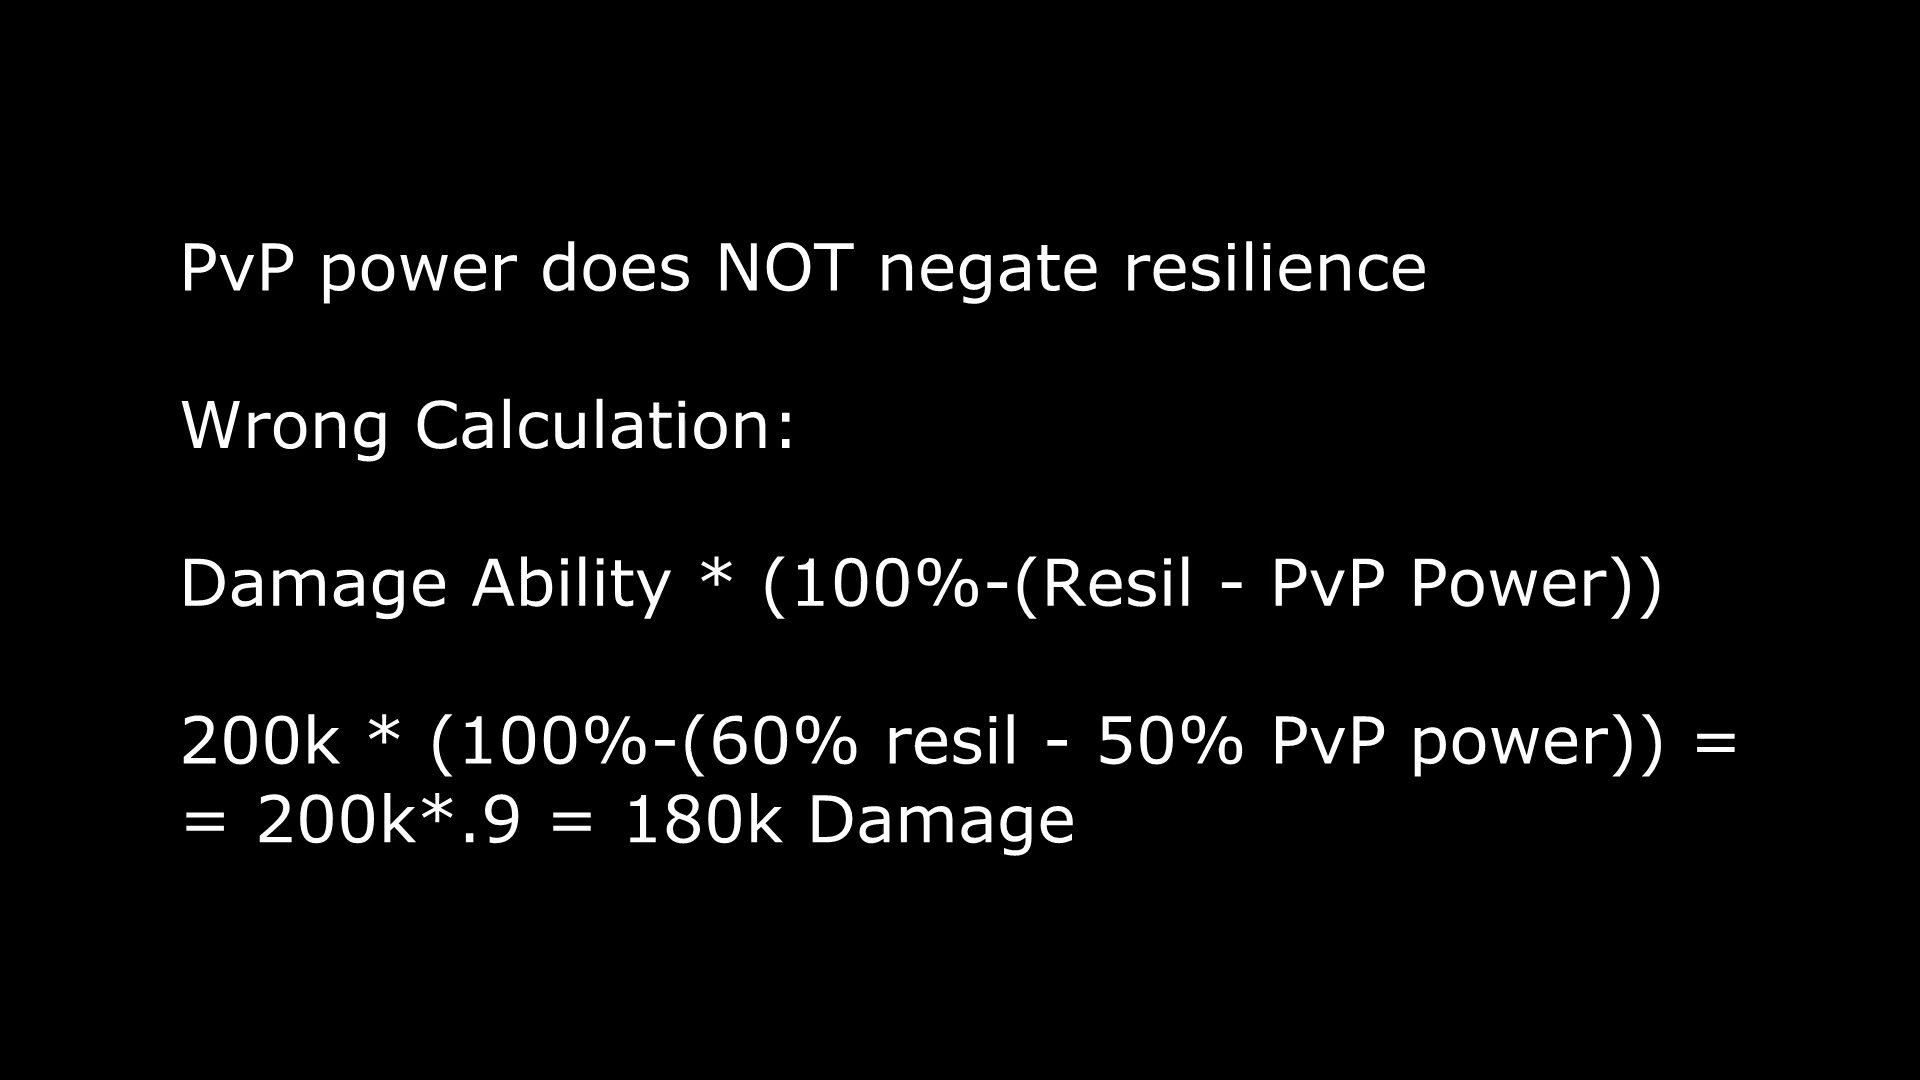 PvP power does NOT negate resilience
Wrong Calculation:
Damage Ability * (100%-(Resil - PvP Power))
200k * (100%-(60% resil - 50% PvP power)) =
= 200k*.9 = 180k Damage